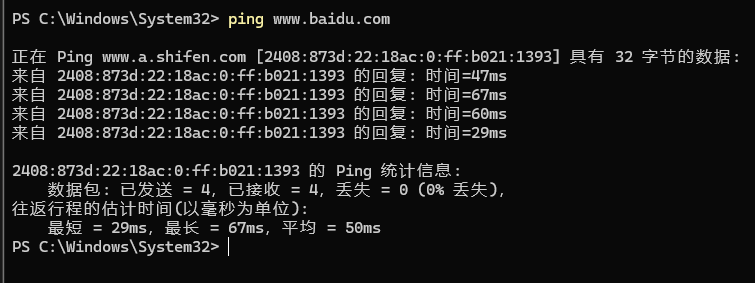 PS C:\Windows\System32> ping www.baidu.com
正在 Ping www.a.shifen.com [2408:873d:22:18ac:0:ff:b021:1393] 具有 32 字节的数据:
来自 2408:873d:22:18ac:0:ff:b021:1393 的回复: 时间=47ms
来自 2408:873d:22:18ac:0:ff:b021:1393 的回复: 时间=67ms
来自 2408:873d:22:18ac:0:ff:b021:1393 的回复: 时间=60ms
来自 2408:873d:22:18ac:0:ff:b021:1393 的回复: 时间=29ms
2408:873d:22:18ac:0:ff:b021:1393 的 Ping 统计信息:
数据包: 已发送 = 4, 已接收 = 4, 丢失 = 0 (0% 丢失),
往返行程的估计时间(以毫秒为单位):
最短 = 29ms, 最长 = 67ms, 平均 = 50ms
PS C:\Windows\System32>